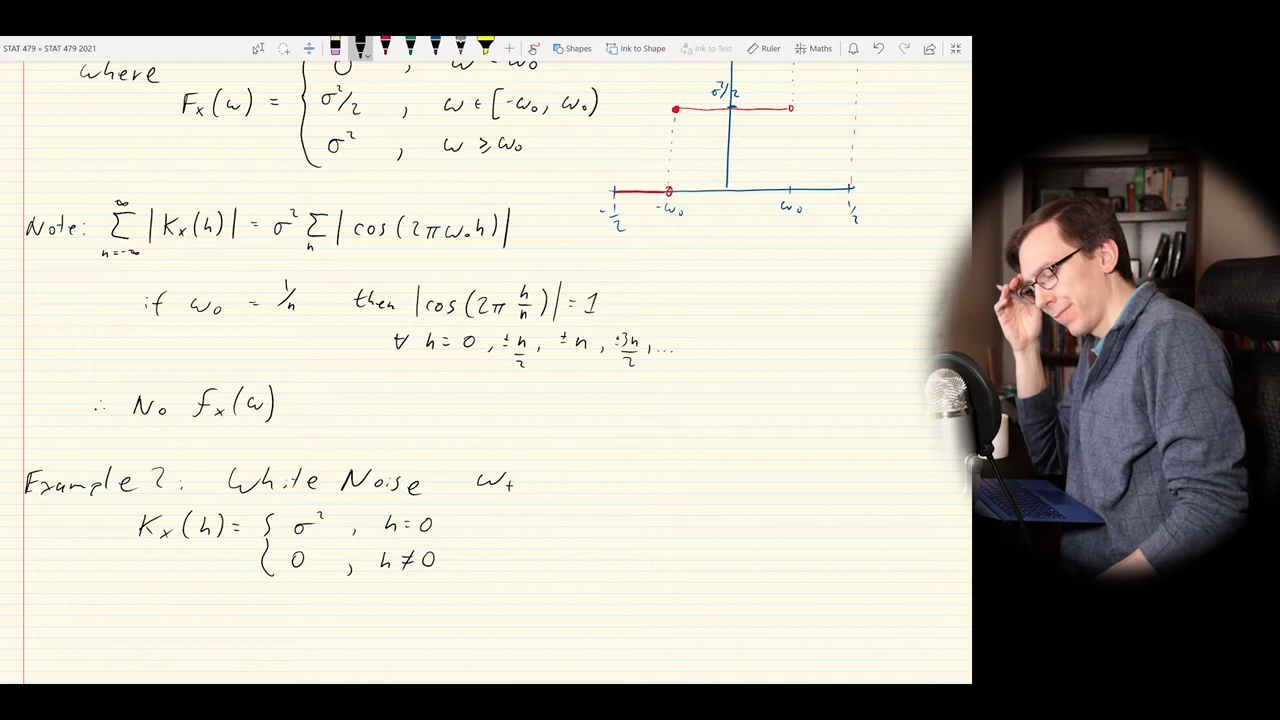 STAT 479 » STAT 479 2021
Shapes Ink to Shape Ink to Text Ruler Maths
where
Fₓ(ω) = { 0 , ω < -ω₀
σ²/2 , ω ∈ [-ω₀, ω₀)
σ² , ω ≥ ω₀
σ²/2
-1/2 -ω₀ ω₀ 1/2
Note: ∑_{h=-∞}^{∞} |Kₓ(h)| = σ² ∑_h |cos(2πω₀h)|
if ω₀ = 1/n then |cos(2π h/n)| = 1
∀ h = 0, ±n/2, ±n, ±3n/2, ...
∴ No fₓ(ω)
Example 2: White Noise wₜ
Kₓ(h) = { σ² , h = 0
0 , h ≠ 0